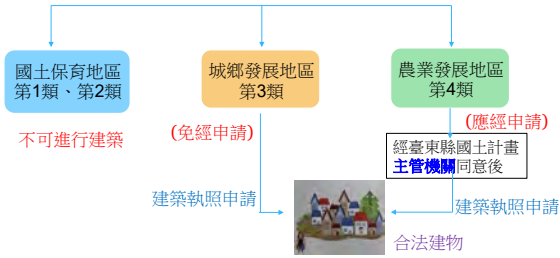 國土保育地區
第1類、第2類
城鄉發展地區
第3類
農業發展地區
第4類
不可進行建築
(免經申請)
(應經申請)
經臺東縣國土計畫
主管機關同意後
建築執照申請
建築執照申請
合法建物